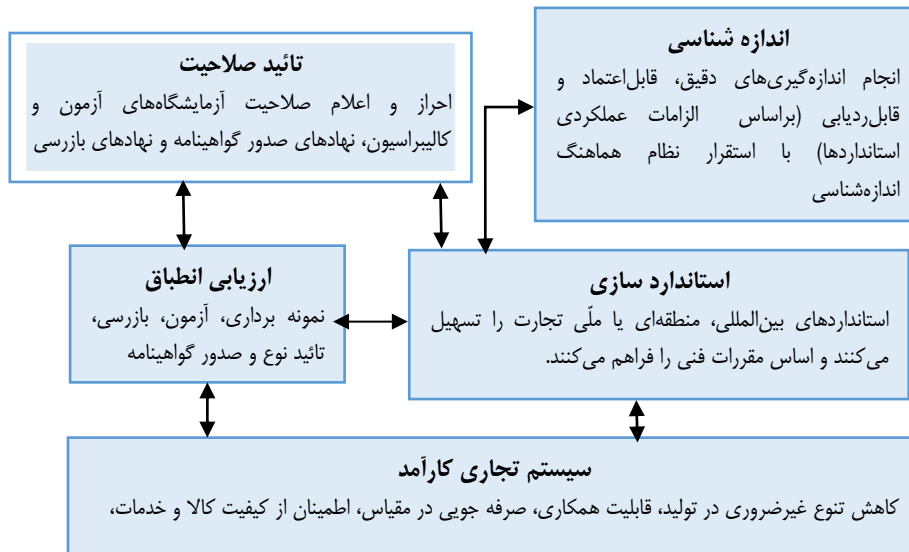 اندازه شناسی
انجام اندازه‌گیری‌های دقیق، قابل‌اعتماد و
قابل‌ردیابی (براساس الزامات عملکردی
استانداردها) با استقرار نظام هماهنگ
اندازه‌شناسی
تائید صلاحیت
احراز و اعلام صلاحیت آزمایشگاه‌های آزمون و
کالیبراسیون، نهادهای صدور گواهینامه و نهادهای بازرسی
استاندارد سازی
استانداردهای بین‌المللی، منطقه‌ای یا ملّی تجارت را تسهیل
می‌کنند و اساس مقررات فنی را فراهم می‌کنند.
ارزیابی انطباق
نمونه برداری، آزمون، بازرسی،
تائید نوع و صدور گواهینامه
سیستم تجاری کارآمد
کاهش تنوع غیرضروری در تولید، قابلیت همکاری، صرفه جویی در مقیاس، اطمینان از کیفیت کالا و خدمات،